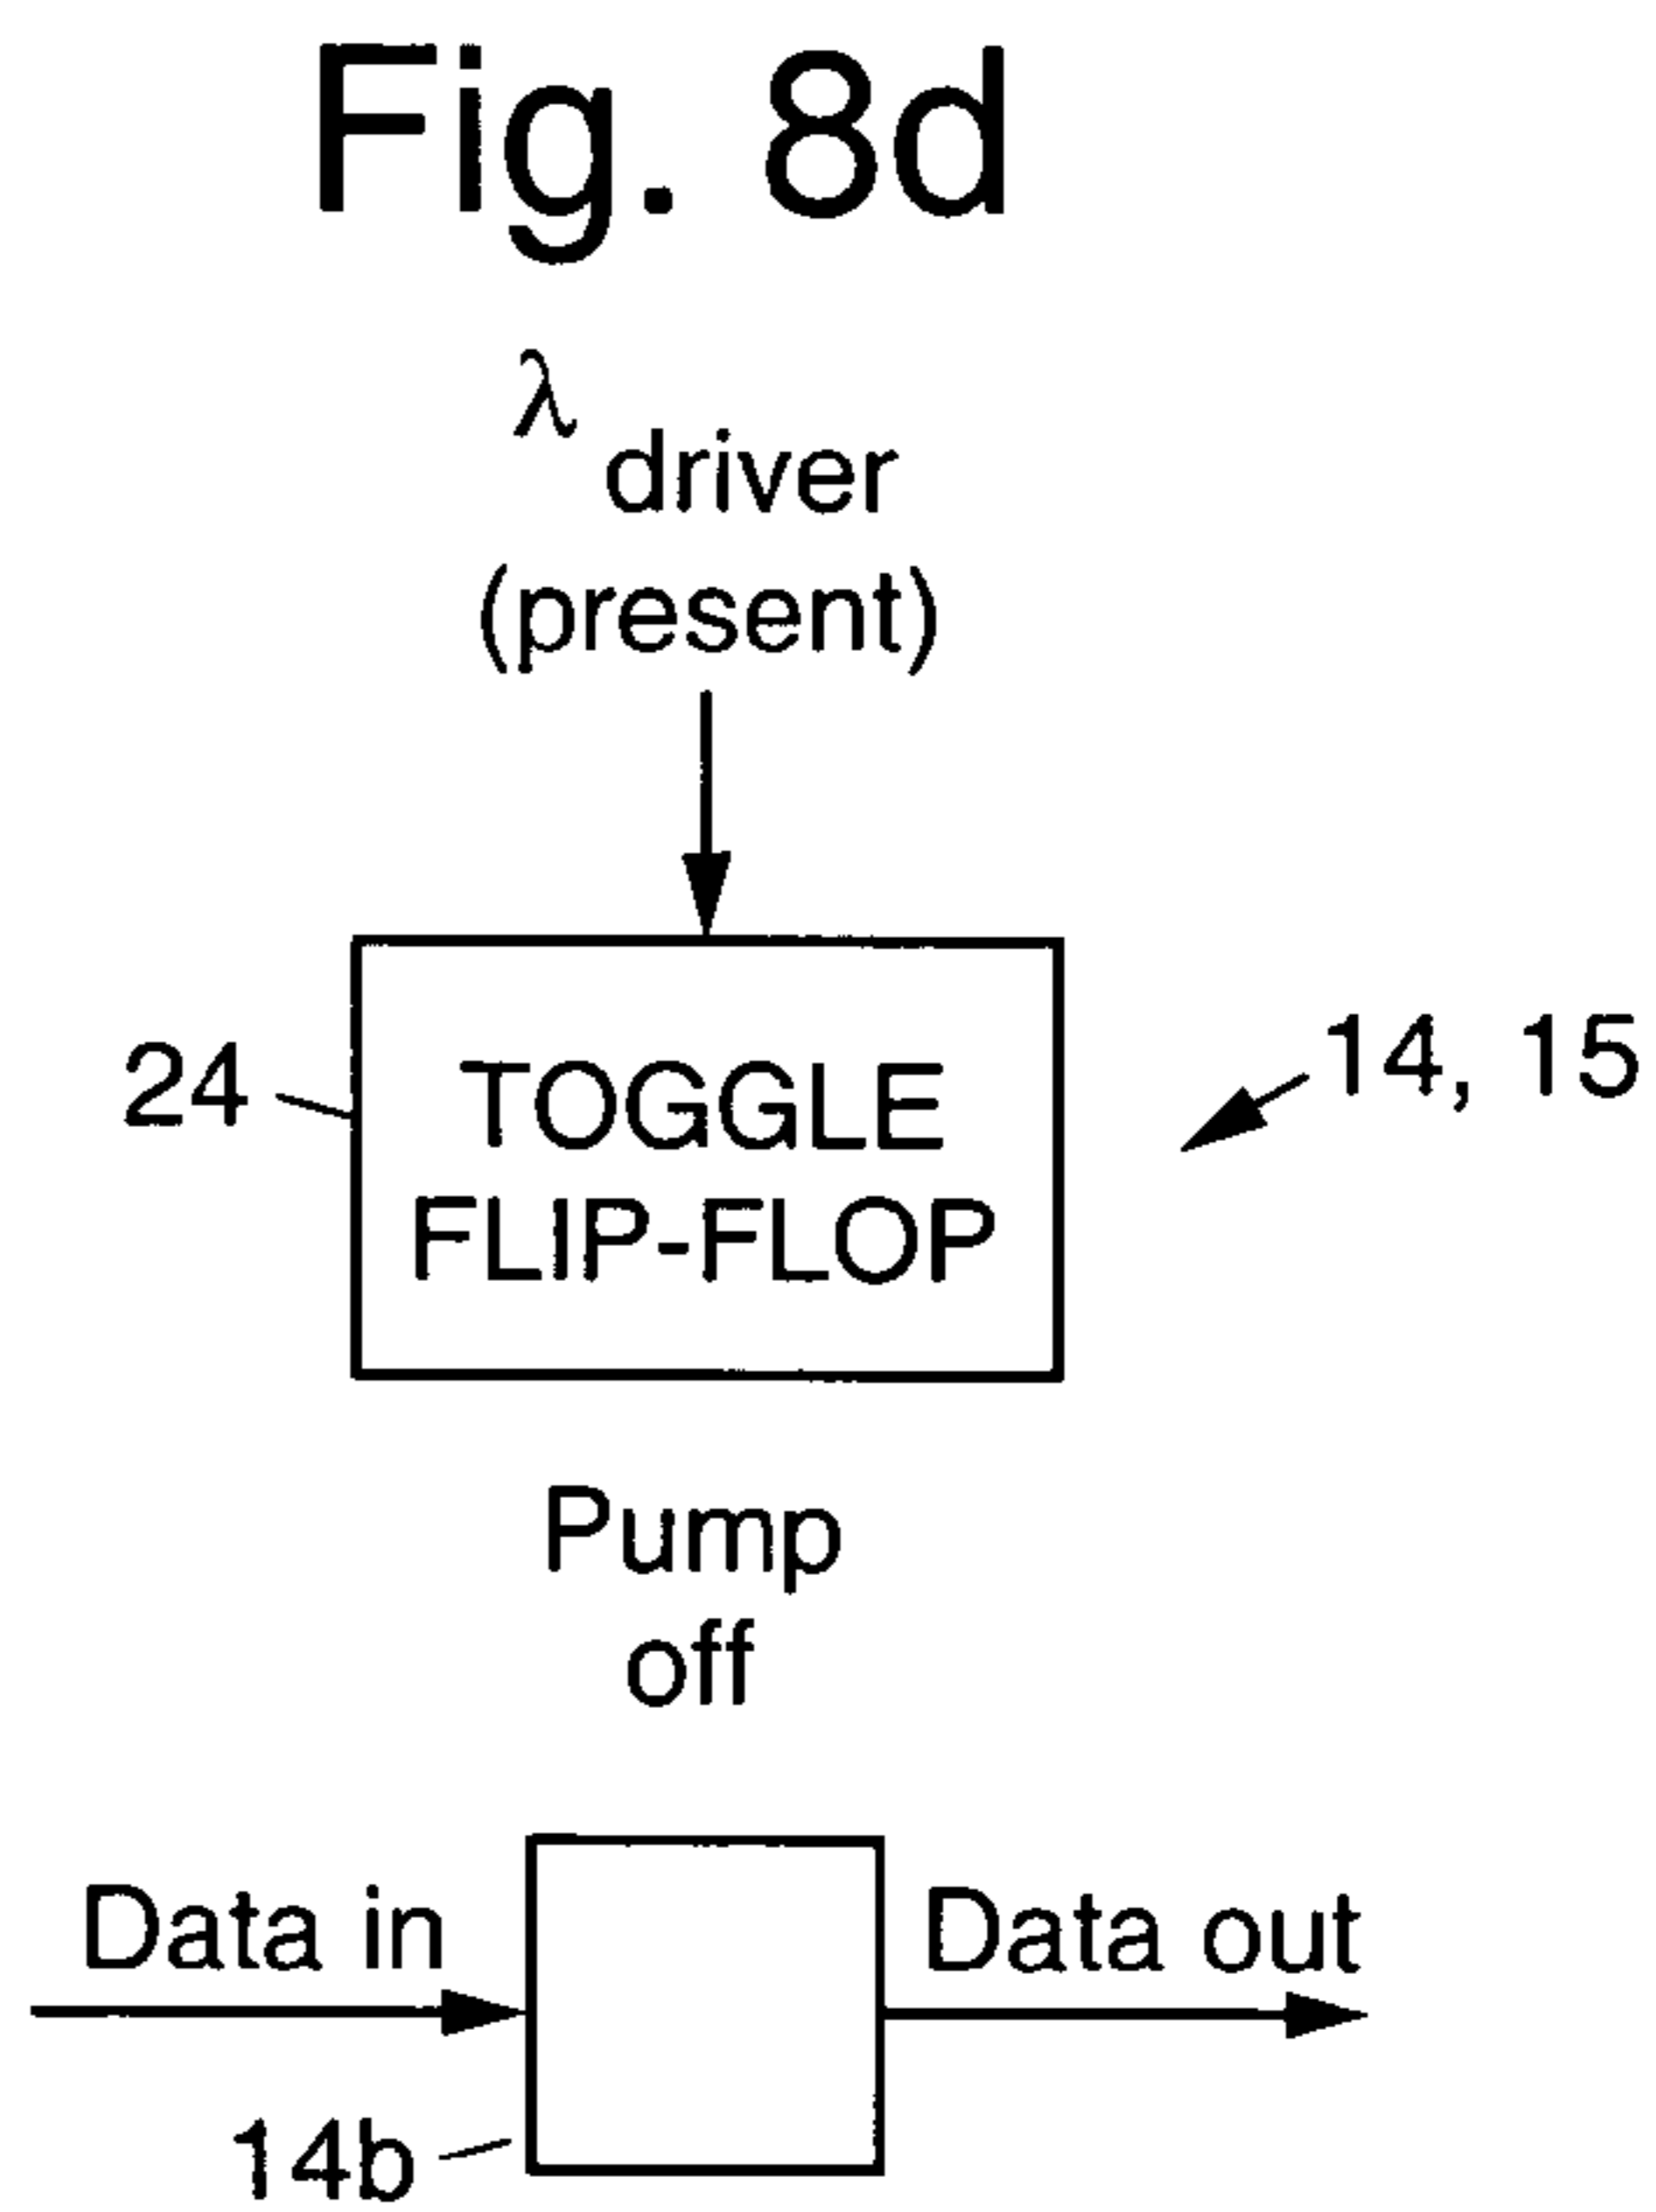 Fig. 8d
λ driver
(present)
24
TOGGLE
FLIP-FLOP
14, 15
Pump
off
Data in
Data out
14b